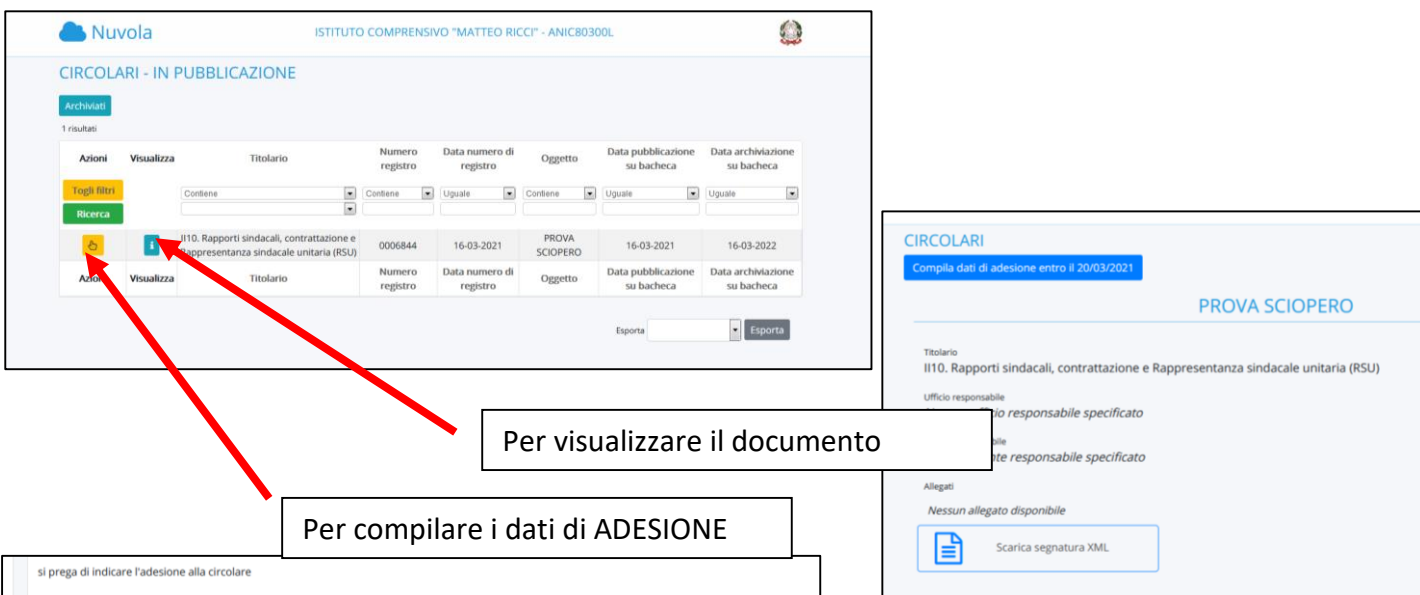 Nuvola
ISTITUTO COMPRENSIVO "MATTEO RICCI" - ANIC80300L
CIRCOLARI - IN PUBBLICAZIONE
Archiviati
1 risultati
Azioni Visualizza Titolario Numero registro Data numero di registro Oggetto Data pubblicazione su bacheca Data archiviazione su bacheca
Togli filtri Contiene Contiene Uguale Contiene Uguale Uguale
Ricerca
II10. Rapporti sindacali, contrattazione e Rappresentanza sindacale unitaria (RSU) 0006844 16-03-2021 PROVA SCIOPERO 16-03-2021 16-03-2022
Visualizza Titolario Numero registro Data numero di registro Oggetto Data pubblicazione su bacheca Data archiviazione su bacheca
Esporta Esporta
Per visualizzare il documento
Per compilare i dati di ADESIONE
si prega di indicare l'adesione alla circolare
CIRCOLARI
Compila dati di adesione entro il 20/03/2021
PROVA SCIOPERO
Titolario
II10. Rapporti sindacali, contrattazione e Rappresentanza sindacale unitaria (RSU)
Ufficio responsabile
responsabile specificato
responsabile specificato
Allegati
Nessun allegato disponibile
Scarica segnatura XML